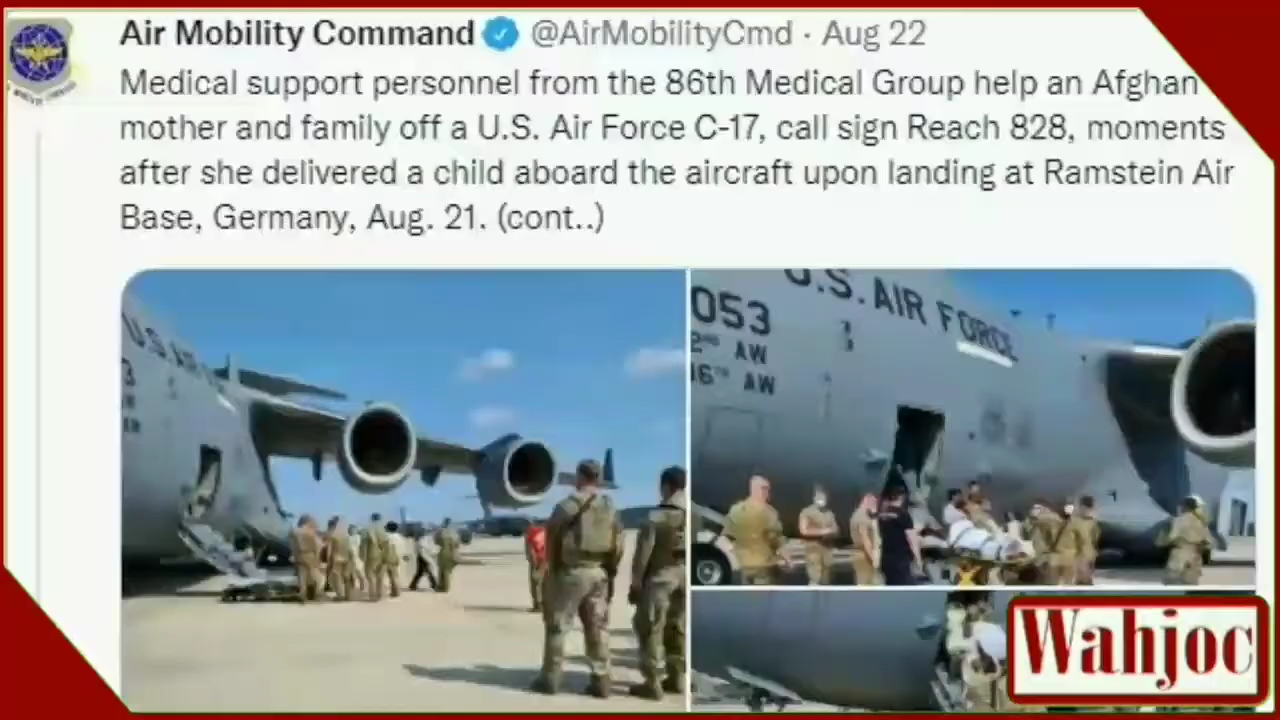 Air Mobility Command @AirMobilityCmd · Aug 22
Medical support personnel from the 86th Medical Group help an Afghan
mother and family off a U.S. Air Force C-17, call sign Reach 828, moments
after she delivered a child aboard the aircraft upon landing at Ramstein Air
Base, Germany, Aug. 21. (cont..)
U.S. AIR FORCE
053
AW
AW
U.S. AIR
3
Wahjoc